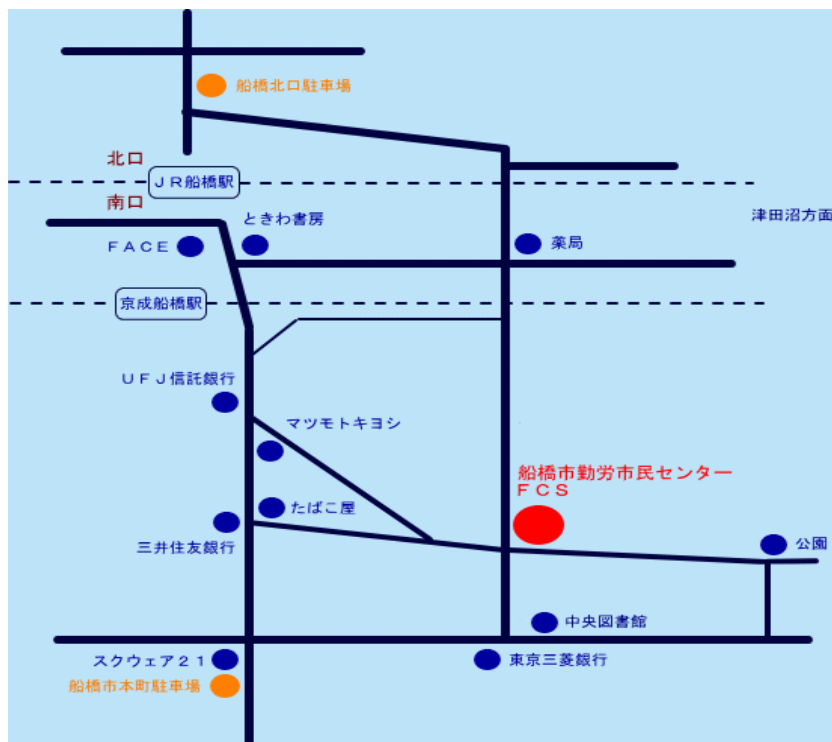 船橋北口駐車場
北口
JR船橋駅
南口
ときわ書房
津田沼方面
FACE
薬局
京成船橋駅
UFJ信託銀行
マツモトキヨシ
船橋市勤労市民センター
FCS
たばこ屋
三井住友銀行
公園
中央図書館
スクウェア21
東京三菱銀行
船橋市本町駐車場